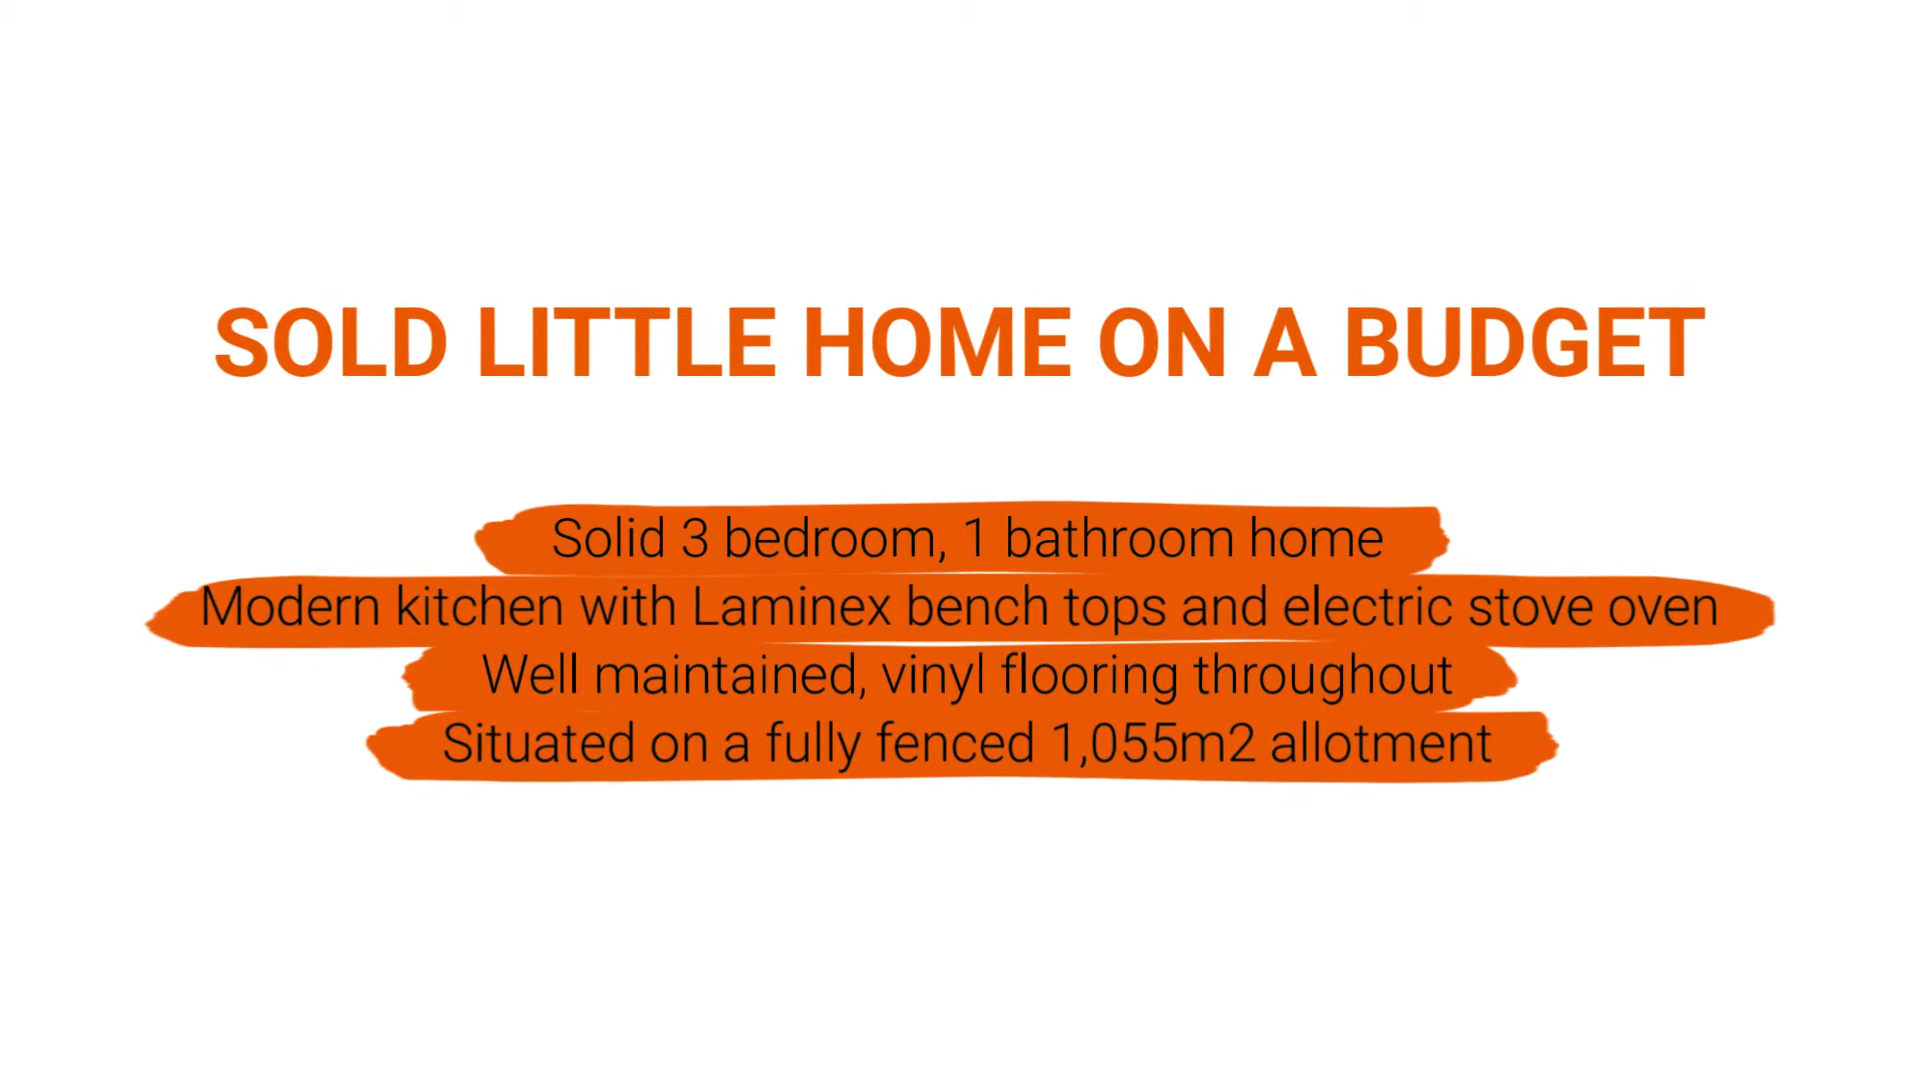 SOLD LITTLE HOME ON A BUDGET
Solid 3 bedroom, 1 bathroom home
Modern kitchen with Laminex bench tops and electric stove oven
Well maintained, vinyl flooring throughout
Situated on a fully fenced 1,055m2 allotment